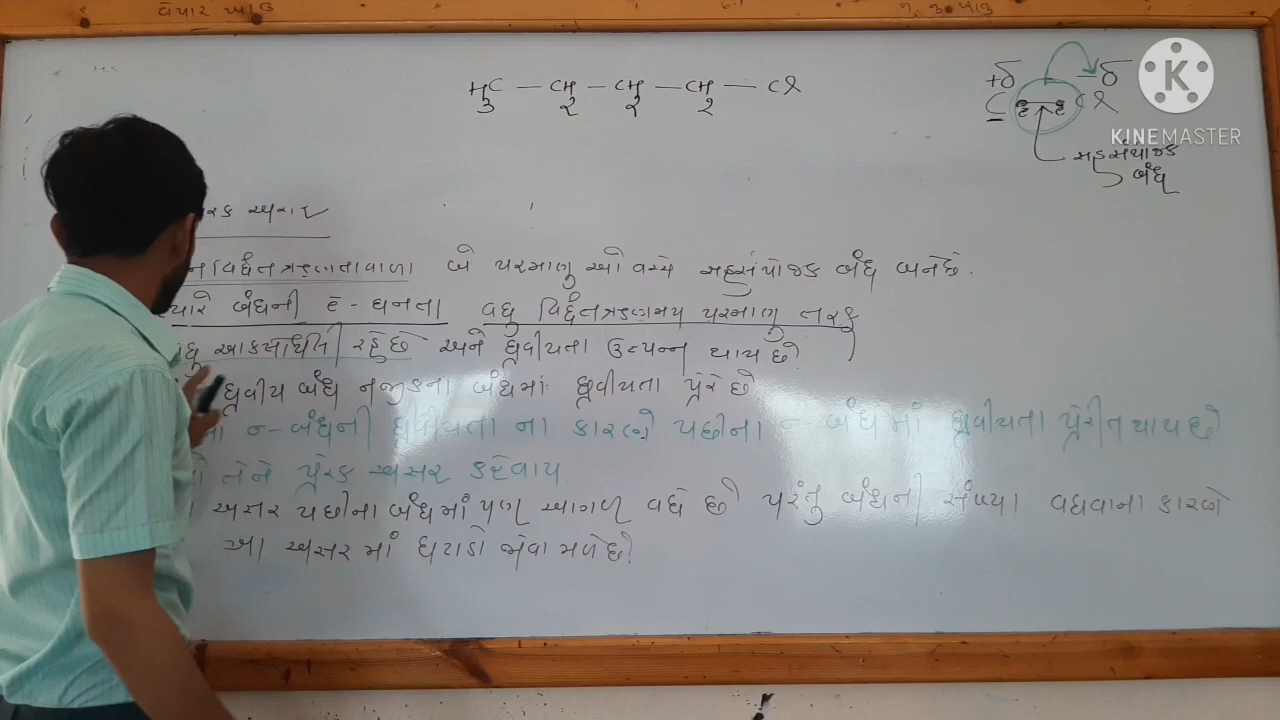 વેપાર ખાઉ
H₃C — CH₂ — CH₂ — CH₂ — Cl
+δ -δ
C Cl
KINEMASTER
સહસંયોજક
બંધ
રક અસર
વિદ્યુતઋણતાવાળા બે પરમાણુ ઓ વચ્ચે સહસંયોજક બંધ બને છે.
ત્યારે બંધની ē - ઘનતા વધુ વિદ્યુતઋણમય પરમાણુ તરફ
આકર્ષાયેલી રહે છે અને ધ્રુવીયતા ઉત્પન્ન થાય છે.
ધ્રુવીય બંધ નજીકના બંધમાં ધ્રુવીયતા પ્રેરે છે
σ-બંધની ધ્રુવીયતા ના કારણે પછીના σ-બંધ માં ધ્રુવીયતા પ્રેરીત થાય છે
તેને પ્રેરક અસર કહેવાય.
અસર પછીના બંધમાં પણ આગળ વધે છે પરંતુ બંધની સંખ્યા વધવાના કારણે
આ અસર માં ઘટાડો જોવા મળે છે.